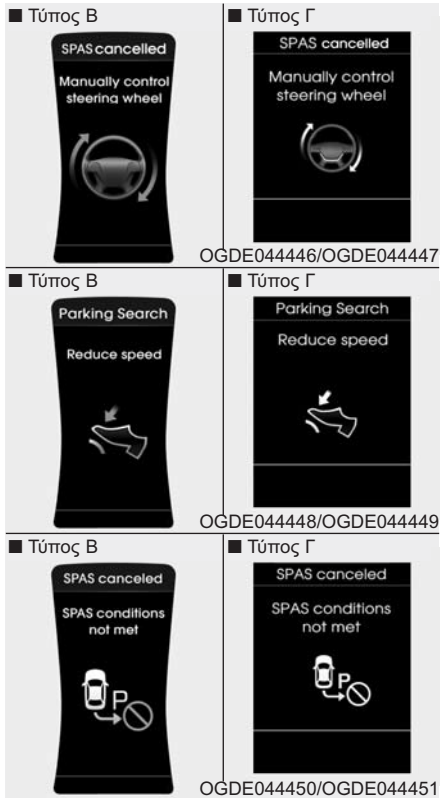 ■ Τύπος Β
■ Τύπος Γ
SPAS cancelled
Manually control
steering wheel
SPAS cancelled
Manually control
steering wheel
OGDE044446/OGDE044447
■ Τύπος Β
■ Τύπος Γ
Parking Search
Reduce speed
Parking Search
Reduce speed
OGDE044448/OGDE044449
■ Τύπος Β
■ Τύπος Γ
SPAS canceled
SPAS conditions
not met
P
SPAS canceled
SPAS conditions
not met
P
OGDE044450/OGDE044451